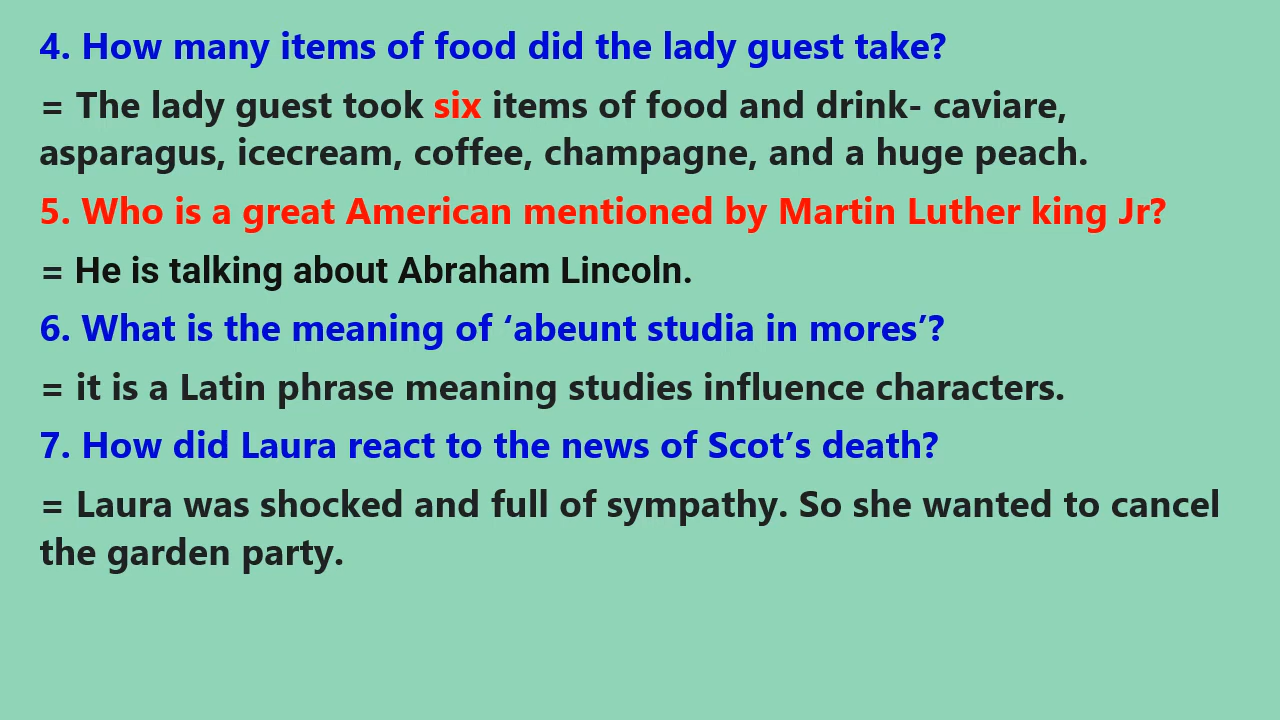 4. How many items of food did the lady guest take?
= The lady guest took six items of food and drink- caviare,
asparagus, icecream, coffee, champagne, and a huge peach.
5. Who is a great American mentioned by Martin Luther king Jr?
= He is talking about Abraham Lincoln.
6. What is the meaning of ‘abeunt studia in mores’?
= it is a Latin phrase meaning studies influence characters.
7. How did Laura react to the news of Scot’s death?
= Laura was shocked and full of sympathy. So she wanted to cancel
the garden party.